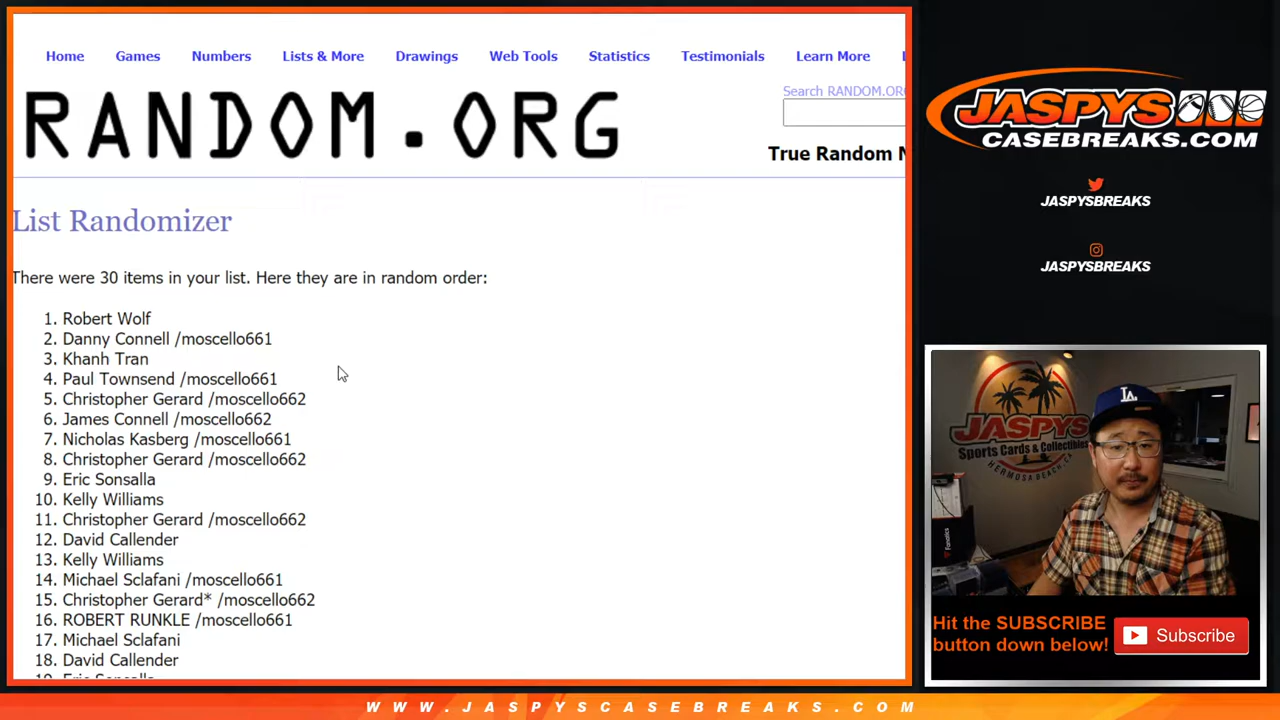 Home Games Numbers Lists & More Drawings Web Tools Statistics Testimonials Learn More
Search RANDOM.ORG
RANDOM.ORG
True Random N
List Randomizer
There were 30 items in your list. Here they are in random order:
1. Robert Wolf
2. Danny Connell /moscello661
3. Khanh Tran
4. Paul Townsend /moscello661
5. Christopher Gerard /moscello662
6. James Connell /moscello662
7. Nicholas Kasberg /moscello661
8. Christopher Gerard /moscello662
9. Eric Sonsalla
10. Kelly Williams
11. Christopher Gerard /moscello662
12. David Callender
13. Kelly Williams
14. Michael Sclafani /moscello661
15. Christopher Gerard* /moscello662
16. ROBERT RUNKLE /moscello661
17. Michael Sclafani
18. David Callender
JASPYS
CASEBREAKS.COM
JASPYSBREAKS
JASPYSBREAKS
JASPYS
Sports Cards & Collectibles
HERMOSA BEACH, CA
LA
Fanatics
Hit the SUBSCRIBE
button down below!
Subscribe
WWW.JASPYSCASEBREAKS.COM